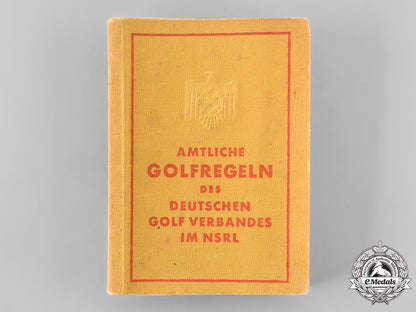 AMTLICHE
GOLFREGELN
DES
DEUTSCHEN
GOLF VERBANDES
IM NSRL
eMedals